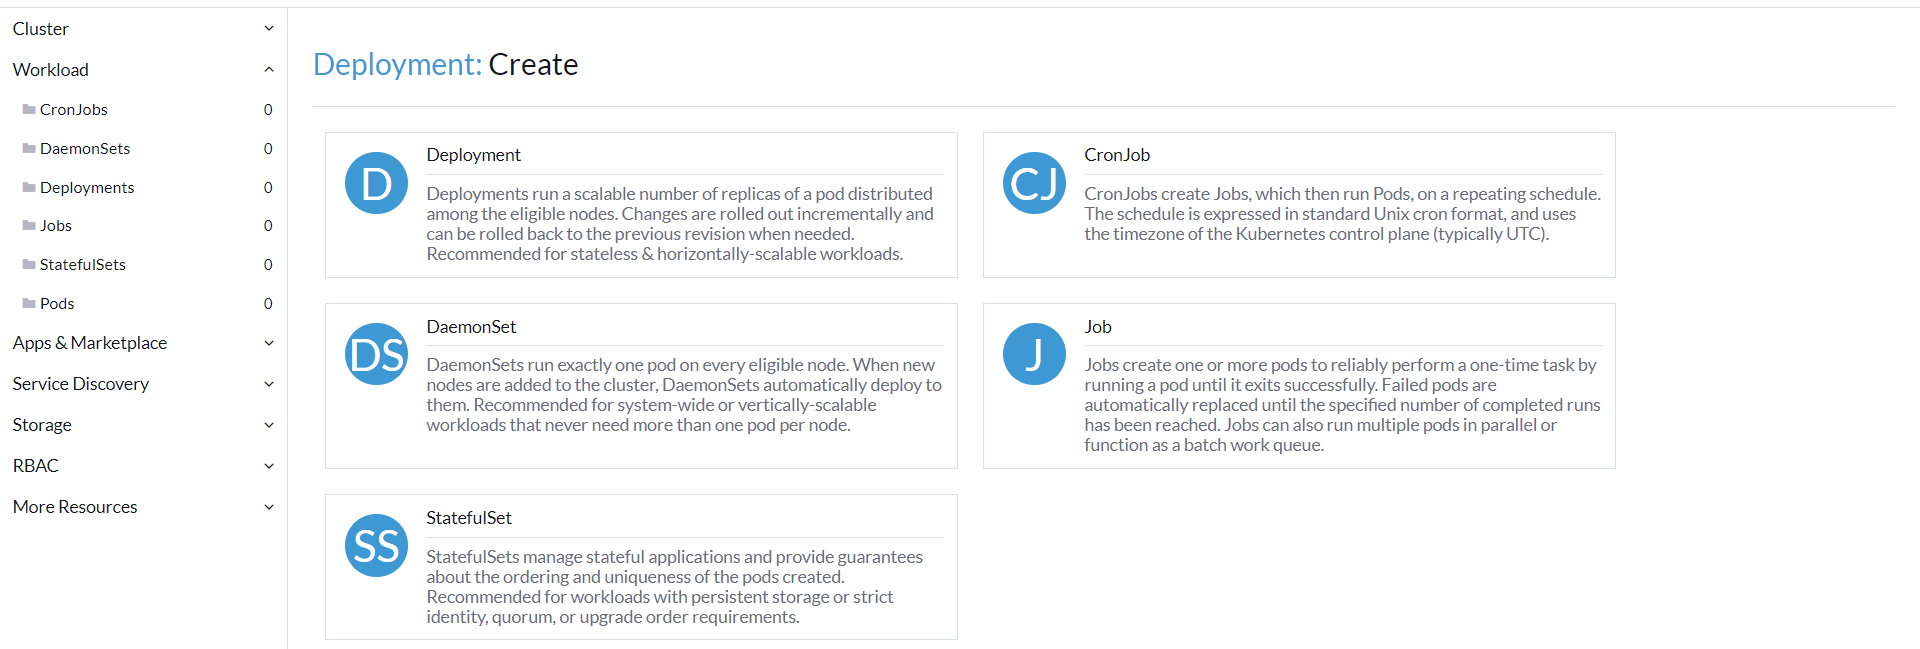 Cluster
Workload
CronJobs 0
DaemonSets 0
Deployments 0
Jobs 0
StatefulSets 0
Pods 0
Apps & Marketplace
Service Discovery
Storage
RBAC
More Resources
Deployment: Create
D
Deployment
Deployments run a scalable number of replicas of a pod distributed
among the eligible nodes. Changes are rolled out incrementally and
can be rolled back to the previous revision when needed.
Recommended for stateless & horizontally-scalable workloads.
CJ
CronJob
CronJobs create Jobs, which then run Pods, on a repeating schedule.
The schedule is expressed in standard Unix cron format, and uses
the timezone of the Kubernetes control plane (typically UTC).
DS
DaemonSet
DaemonSets run exactly one pod on every eligible node. When new
nodes are added to the cluster, DaemonSets automatically deploy to
them. Recommended for system-wide or vertically-scalable
workloads that never need more than one pod per node.
J
Job
Jobs create one or more pods to reliably perform a one-time task by
running a pod until it exits successfully. Failed pods are
automatically replaced until the specified number of completed runs
has been reached. Jobs can also run multiple pods in parallel or
function as a batch work queue.
SS
StatefulSet
StatefulSets manage stateful applications and provide guarantees
about the ordering and uniqueness of the pods created.
Recommended for workloads with persistent storage or strict
identity, quorum, or upgrade order requirements.